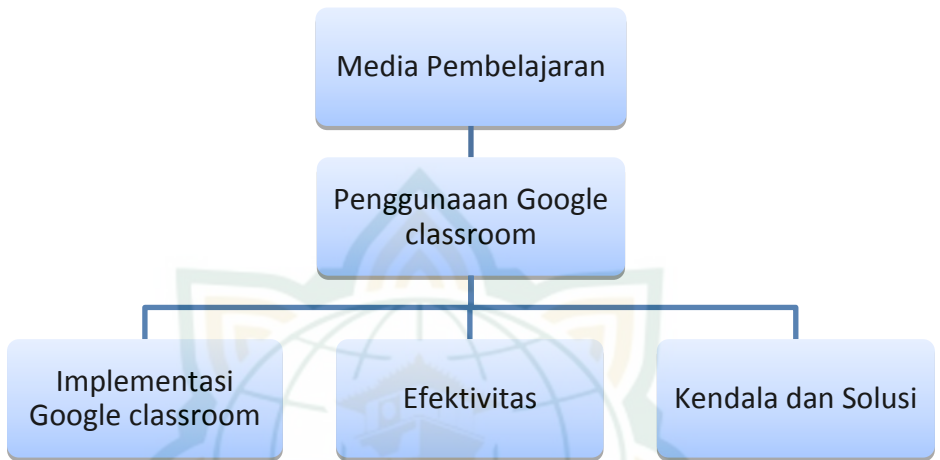 Media Pembelajaran
Penggunaaan Google
classroom
Implementasi
Google classroom
Efektivitas
Kendala dan Solusi